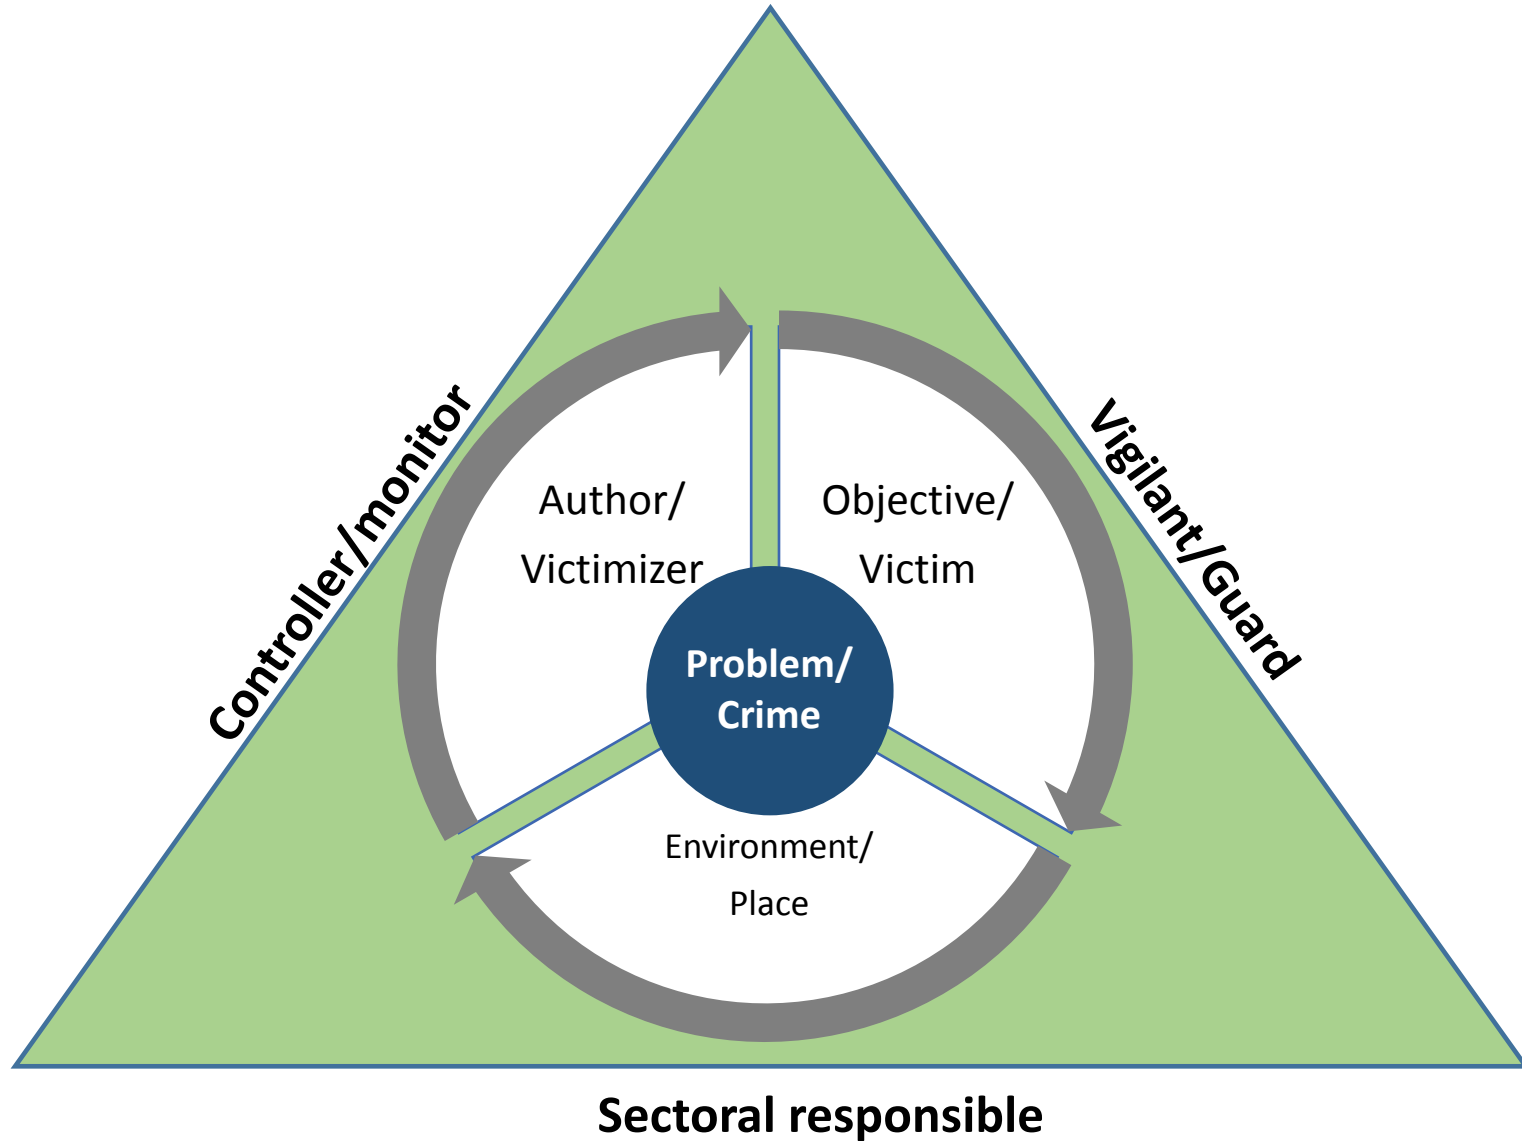 Controller/monitor
Vigilant/Guard
Author/
Victimizer
Objective/
Victim
Problem/
Crime
Environment/
Place
Sectoral responsible